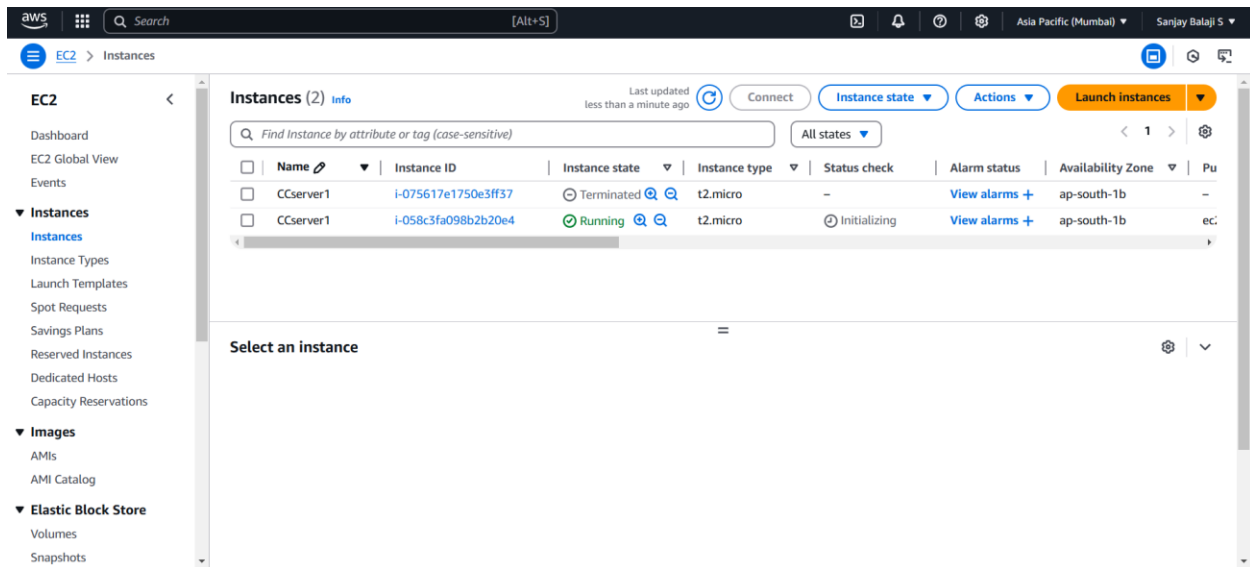 aws Search [Alt+S] Asia Pacific (Mumbai) Sanjay Balaji S
EC2 > Instances
EC2
Dashboard
EC2 Global View
Events
Instances
Instances
Instance Types
Launch Templates
Spot Requests
Savings Plans
Reserved Instances
Dedicated Hosts
Capacity Reservations
Images
AMIs
AMI Catalog
Elastic Block Store
Volumes
Snapshots
Instances (2) Info
Last updated
less than a minute ago
Connect Instance state Actions Launch instances
Find Instance by attribute or tag (case-sensitive) All states < 1 >
Name Instance ID Instance state Instance type Status check Alarm status Availability Zone Pu
CCserver1 i-075617e1750e3ff37 Terminated t2.micro – View alarms + ap-south-1b –
CCserver1 i-058c3fa098b2b20e4 Running t2.micro Initializing View alarms + ap-south-1b ec2
Select an instance